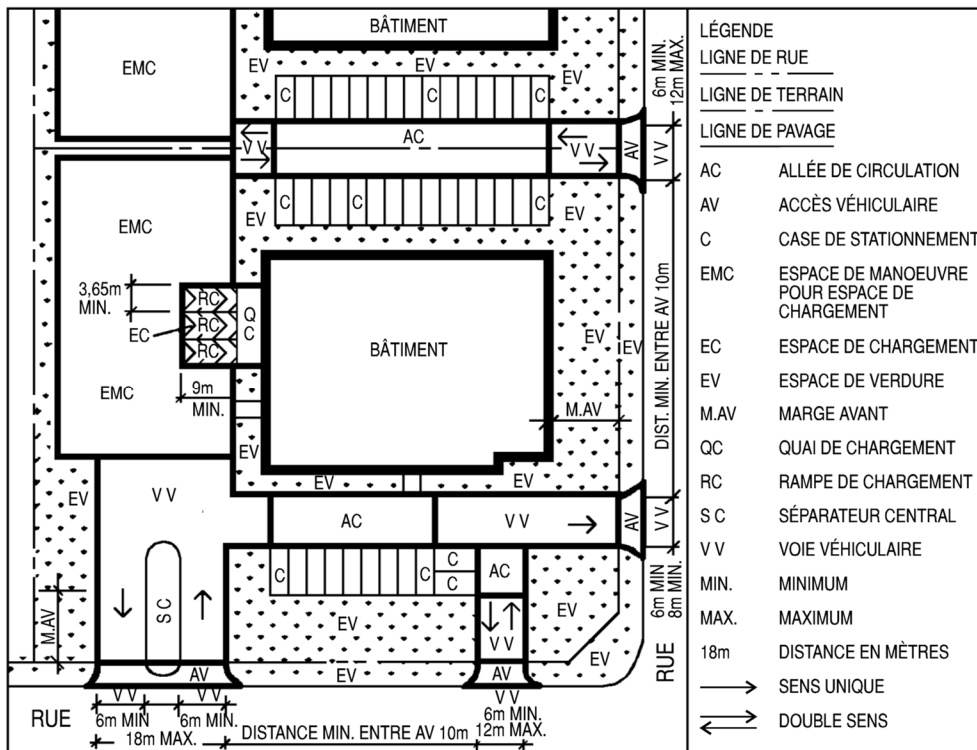 BÂTIMENT
EMC
EV
EV
EV
6m MIN.
12m MAX.
C
C
C
V V
AC
V V
AV
V V
C
C
C
EV
EV
EMC
3,65m
MIN.
RC
RC
RC
EC
Q
C
BÂTIMENT
EV
EV
DIST. MIN. ENTRE AV 10m
EMC
9m
MIN.
M.AV
EV
EV
EV
EV
V V
AC
V V
AV
V V
C
C
C
C
AC
6m MIN
8m MIN.
M.AV
S C
EV
EV
V V
EV
EV
AV
EV
AV
RUE
RUE
V V
V V
6m MIN
6m MIN.
18m MAX.
DISTANCE MIN. ENTRE AV 10m
V V
6m MIN.
12m MAX.
LÉGENDE
LIGNE DE RUE
LIGNE DE TERRAIN
LIGNE DE PAVAGE
AC ALLÉE DE CIRCULATION
AV ACCÈS VÉHICULAIRE
C CASE DE STATIONNEMENT
EMC ESPACE DE MANOEUVRE
POUR ESPACE DE
CHARGEMENT
EC ESPACE DE CHARGEMENT
EV ESPACE DE VERDURE
M.AV MARGE AVANT
QC QUAI DE CHARGEMENT
RC RAMPE DE CHARGEMENT
S C SÉPARATEUR CENTRAL
V V VOIE VÉHICULAIRE
MIN. MINIMUM
MAX. MAXIMUM
18m DISTANCE EN MÈTRES
SENS UNIQUE
DOUBLE SENS